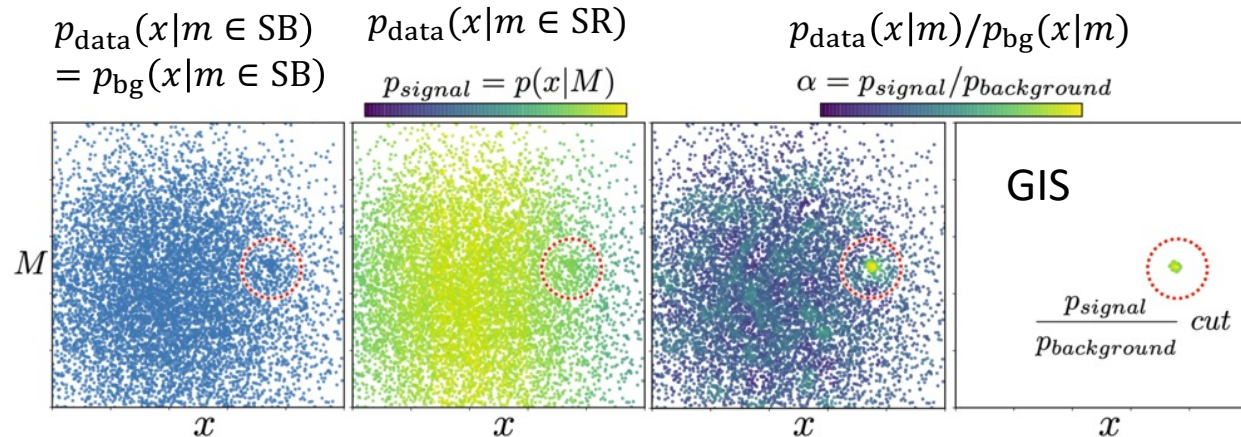 p_data(x|m ∈ SB)
= p_bg(x|m ∈ SB)
p_data(x|m ∈ SR)
p_data(x|m)/p_bg(x|m)
p_signal = p(x|M)
α = p_signal/p_background
M
GIS
p_signal
p_background
cut
x
x
x
x